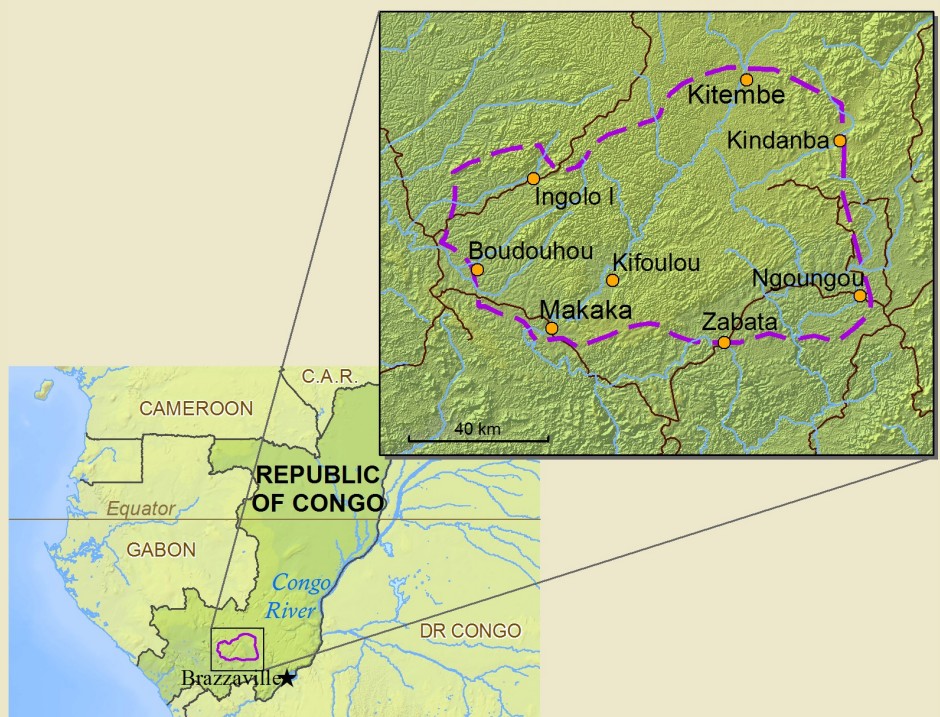 Kitembe
Kindanba
Ingolo I
Boudouhou
Kifoulou
Ngoungou
Makaka
Zabata
40 km
C.A.R.
CAMEROON
REPUBLIC
OF CONGO
Equator
GABON
Congo
River
DR CONGO
Brazzaville